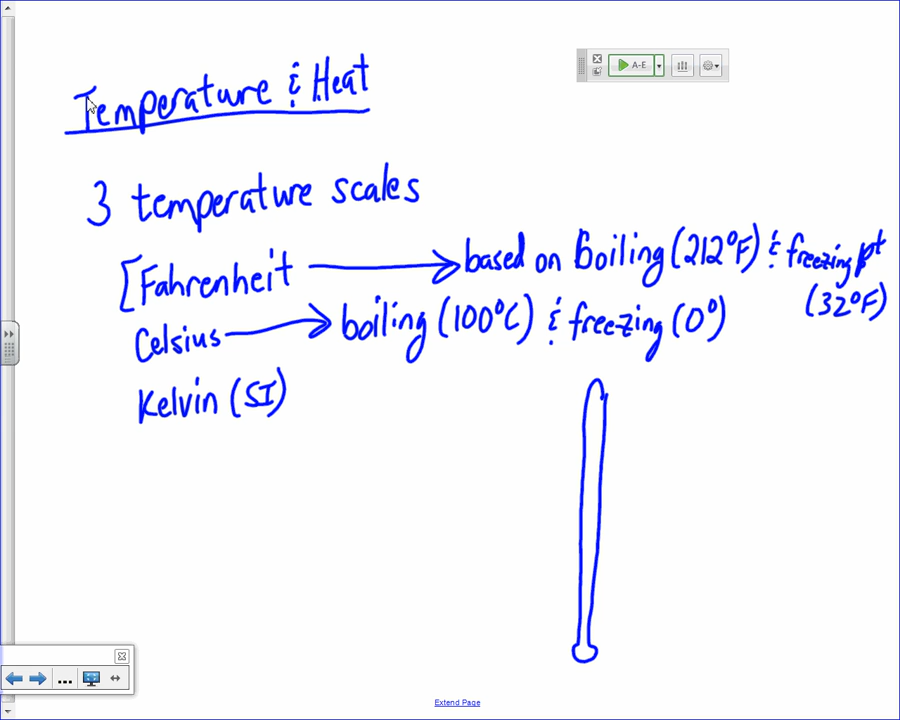 A-E
Temperature & Heat
3 temperature scales
[Fahrenheit → based on boiling (212°F) & freezing pt
(32°F)
Celsius → boiling (100°C) & freezing (0°)
Kelvin (SI)
Extend Page